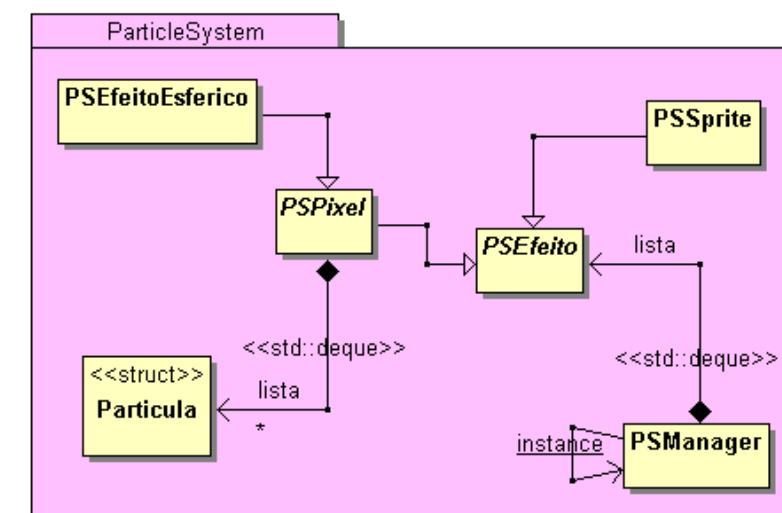 ParticleSystem
PSEfeitoEsferico
PSSprite
PSPixel
PSEfeito
lista
<<std::deque>>
<<std::deque>>
<<struct>>
Particula
lista
*
instance
PSManager